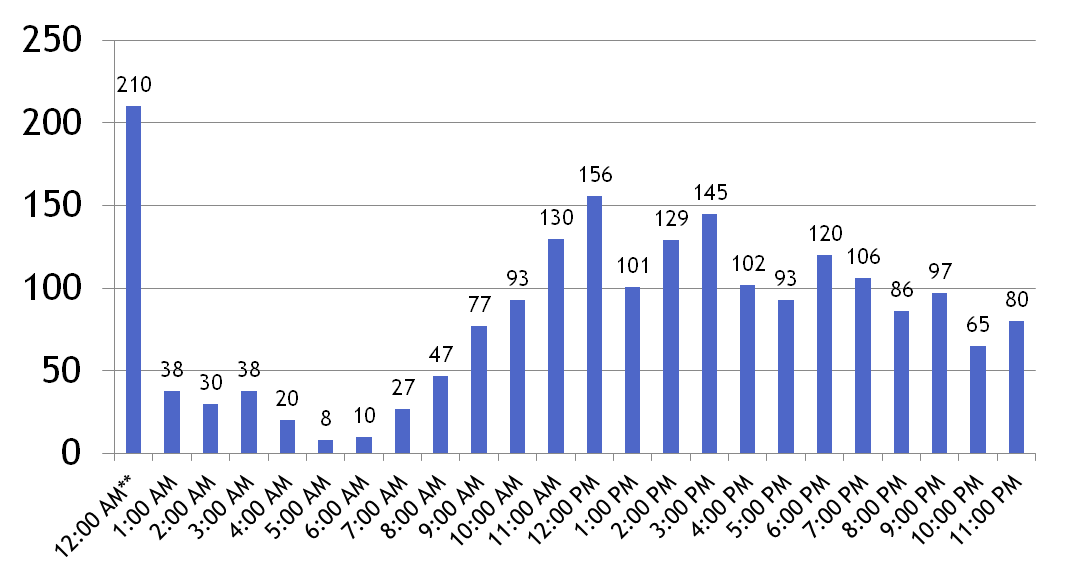 250
200
150
100
50
0
210
38
30
38
20
8
10
27
47
77
93
130
156
101
129
145
102
93
120
106
86
97
65
80
12:00 AM**
1:00 AM
2:00 AM
3:00 AM
4:00 AM
5:00 AM
6:00 AM
7:00 AM
8:00 AM
9:00 AM
10:00 AM
11:00 AM
12:00 PM
1:00 PM
2:00 PM
3:00 PM
4:00 PM
5:00 PM
6:00 PM
7:00 PM
8:00 PM
9:00 PM
10:00 PM
11:00 PM